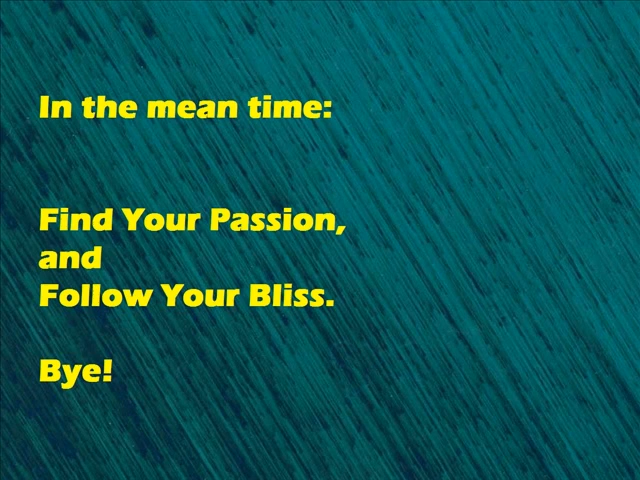 In the mean time:
Find Your Passion,
and
Follow Your Bliss.
Bye!